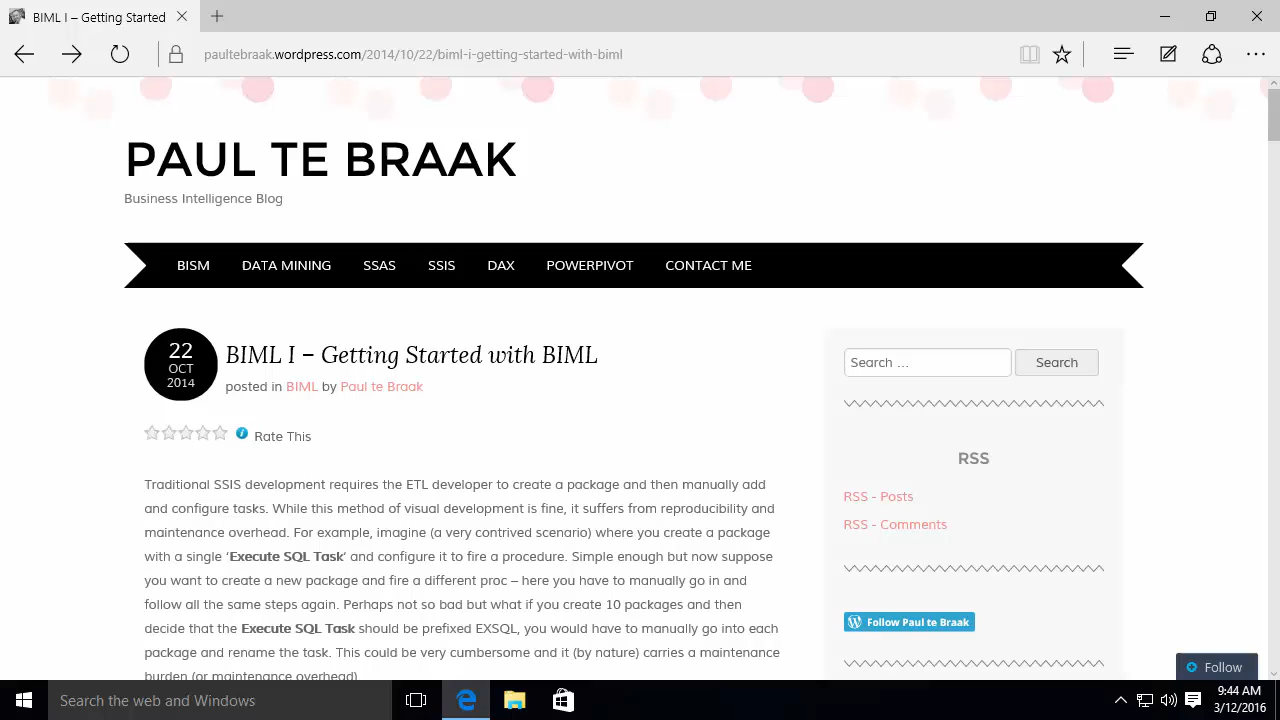 BIML I – Getting Started
paultebraak.wordpress.com/2014/10/22/biml-i-getting-started-with-biml
PAUL TE BRAAK
Business Intelligence Blog
BISM DATA MINING SSAS SSIS DAX POWERPIVOT CONTACT ME
22
OCT
2014
BIML I – Getting Started with BIML
posted in BIML by Paul te Braak
Rate This
Traditional SSIS development requires the ETL developer to create a package and then manually add
and configure tasks. While this method of visual development is fine, it suffers from reproducibility and
maintenance overhead. For example, imagine (a very contrived scenario) where you create a package
with a single ‘Execute SQL Task’ and configure it to fire a procedure. Simple enough but now suppose
you want to create a new package and fire a different proc – here you have to manually go in and
follow all the same steps again. Perhaps not so bad but what if you create 10 packages and then
decide that the Execute SQL Task should be prefixed EXSQL, you would have to manually go into each
package and rename the task. This could be very cumbersome and it (by nature) carries a maintenance
burden (or maintenance overhead).
Search …
Search
RSS
RSS - Posts
RSS - Comments
Follow Paul te Braak
Follow
Search the web and Windows
9:44 AM
3/12/2016